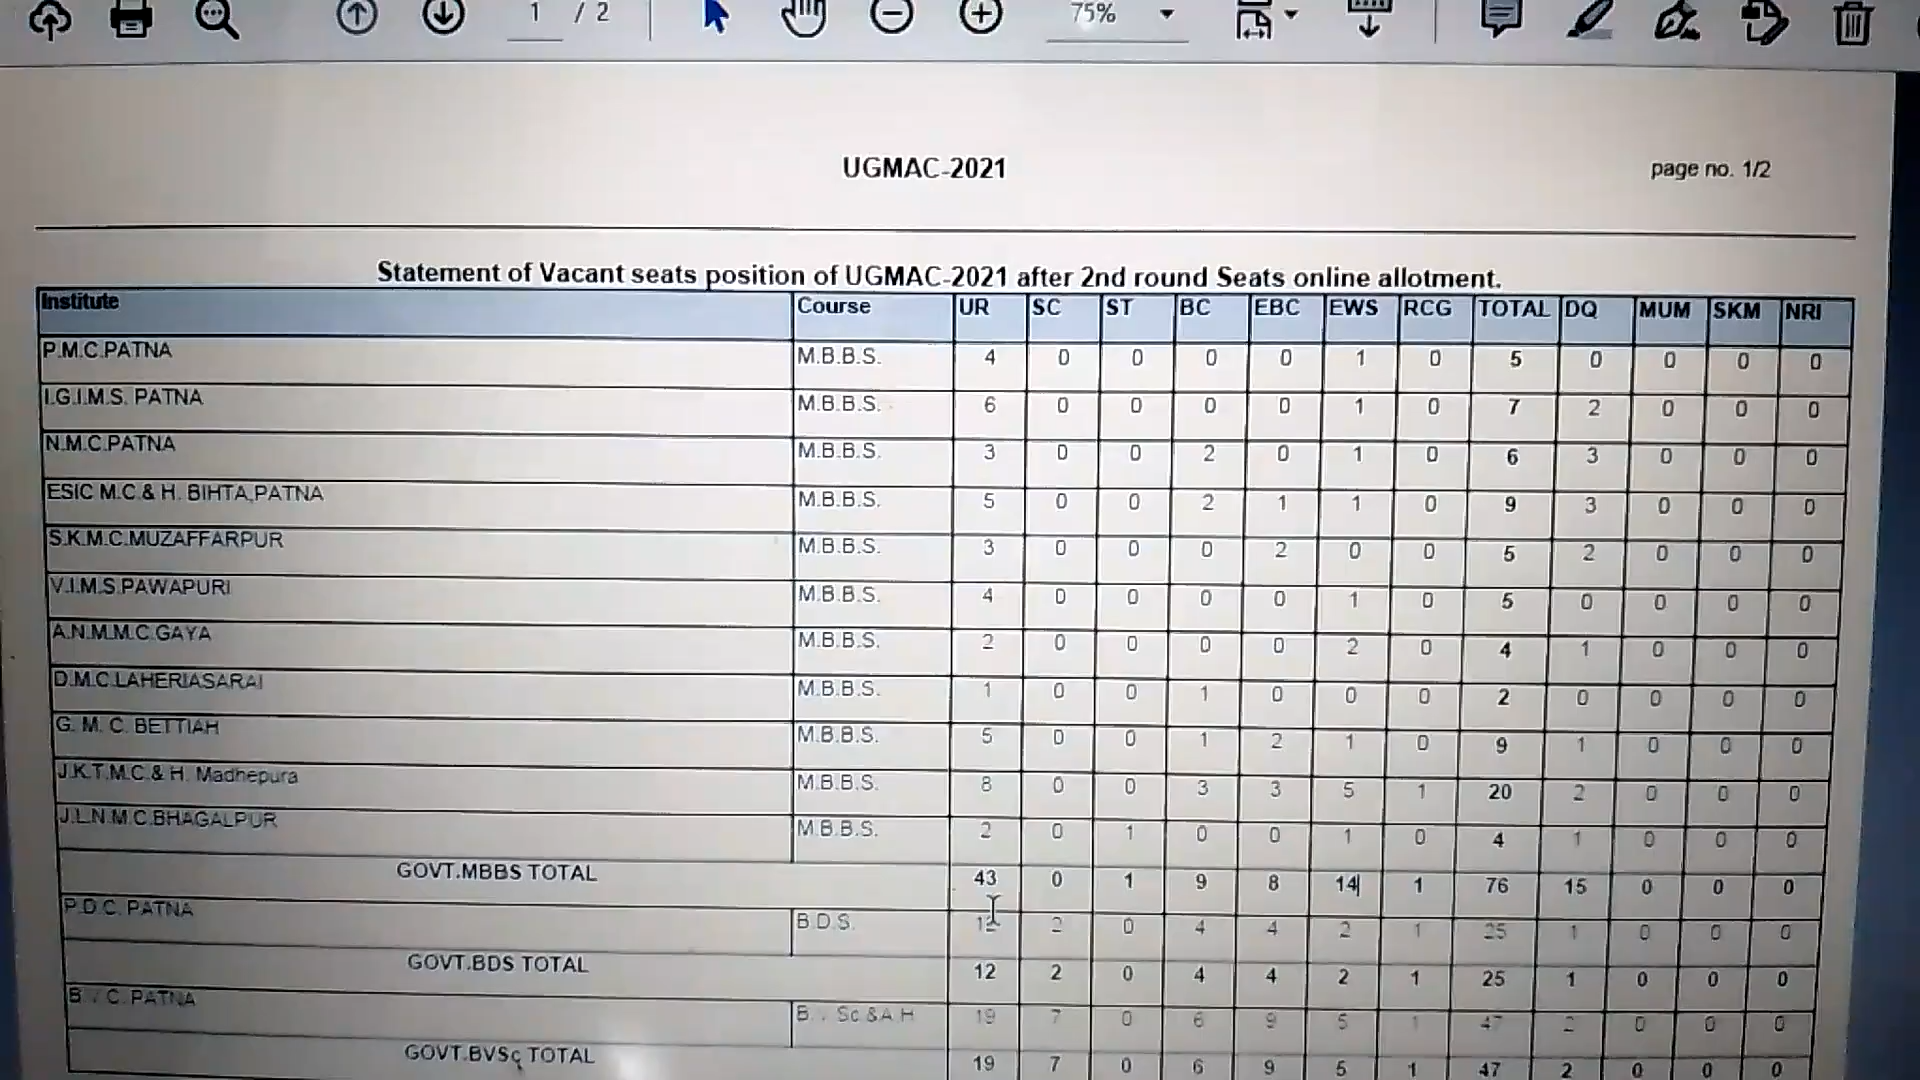 1 / 2 75%
UGMAC-2021 page no. 1/2
Statement of Vacant seats position of UGMAC-2021 after 2nd round Seats online allotment.
Institute Course UR SC ST BC EBC EWS RCG TOTAL DQ MUM SKM NRI
P.M.C.PATNA M.B.B.S. 4 0 0 0 0 1 0 5 0 0 0 0
I.G.I.M.S. PATNA M.B.B.S. 6 0 0 0 0 1 0 7 2 0 0 0
N.M.C.PATNA M.B.B.S. 3 0 0 2 0 1 0 6 3 0 0 0
ESIC M.C.& H. BIHTA,PATNA M.B.B.S. 5 0 0 2 1 1 0 9 3 0 0 0
S.K.M.C.MUZAFFARPUR M.B.B.S. 3 0 0 0 2 0 0 5 2 0 0 0
V.I.M.S.PAWAPURI M.B.B.S. 4 0 0 0 0 1 0 5 0 0 0 0
A.N.M.M.C.GAYA M.B.B.S. 2 0 0 0 0 2 0 4 1 0 0 0
D.M.C.LAHERIASARAI M.B.B.S. 1 0 0 1 0 0 0 2 0 0 0 0
G. M. C. BETTIAH M.B.B.S. 5 0 0 1 2 1 0 9 1 0 0 0
J.K.T.M.C.& H. Madhepura M.B.B.S. 8 0 0 3 3 5 1 20 2 0 0 0
J.L.N.M.C.BHAGALPUR M.B.B.S. 2 0 1 0 0 1 0 4 1 0 0 0
GOVT.MBBS TOTAL 43 0 1 9 8 14 1 76 15 0 0 0
P.D.C. PATNA B.D.S. 12 2 0 4 4 2 1 25 1 0 0 0
GOVT.BDS TOTAL 12 2 0 4 4 2 1 25 1 0 0 0
C. PATNA Sc &A.H 19 7 0 6 9 5 1 47 2 0 0 0
GOVT.BVSc TOTAL 19 7 0 6 9 5 1 47 2 0 0 0